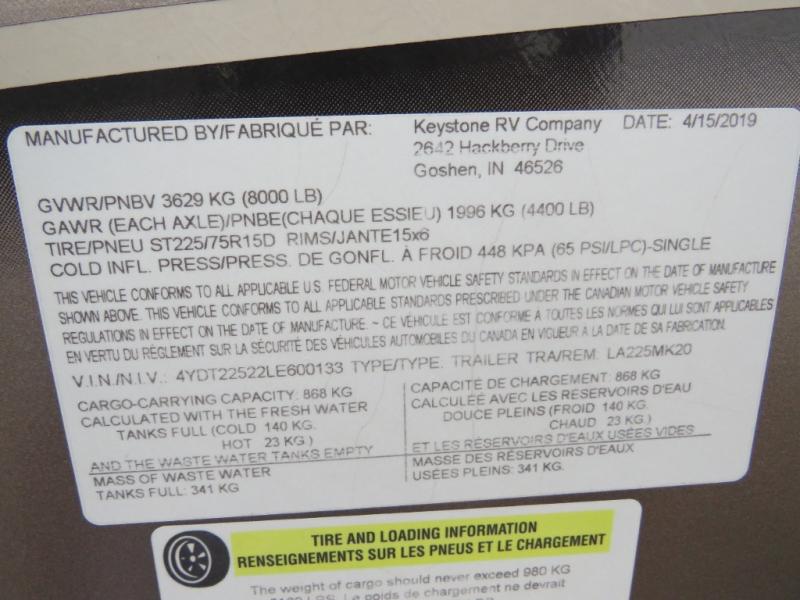 MANUFACTURED BY/FABRIQUÉ PAR: Keystone RV Company DATE: 4/15/2019
2642 Hackberry Drive
Goshen, IN 46526
GVWR/PNBV 3629 KG (8000 LB)
GAWR (EACH AXLE)/PNBE(CHAQUE ESSIEU) 1996 KG (4400 LB)
TIRE/PNEU ST225/75R15D RIMS/JANTE15x6
COLD INFL. PRESS/PRESS. DE GONFL. À FROID 448 KPA (65 PSI/LPC)-SINGLE
THIS VEHICLE CONFORMS TO ALL APPLICABLE U.S. FEDERAL MOTOR VEHICLE SAFETY STANDARDS IN EFFECT ON THE DATE OF MANUFACTURE
SHOWN ABOVE. THIS VEHICLE CONFORMS TO ALL APPLICABLE STANDARDS PRESCRIBED UNDER THE CANADIAN MOTOR VEHICLE SAFETY
REGULATIONS IN EFFECT ON THE DATE OF MANUFACTURE. ~ CE VÉHICULE EST CONFORME À TOUTES LES NORMES QUI LUI SONT APPLICABLES
EN VERTU DU RÈGLEMENT SUR LA SÉCURITÉ DES VÉHICULES AUTOMOBILES DU CANADA EN VIGUEUR A LA DATE DE SA FABRICATION.
V.I.N./N.I.V.: 4YDT22522LE600133 TYPE/TYPE. TRAILER TRA/REM: LA225MK20
CARGO-CARRYING CAPACITY: 868 KG
CALCULATED WITH THE FRESH WATER
TANKS FULL (COLD 140 KG.
HOT 23 KG.)
AND THE WASTE WATER TANKS EMPTY
MASS OF WASTE WATER
TANKS FULL: 341 KG
CAPACITÉ DE CHARGEMENT: 868 KG
CALCULÉE AVEC LES RÉSERVOIRS D'EAU
DOUCE PLEINS (FROID 140 KG.
CHAUD 23 KG.)
ET LES RÉSERVOIRS D'EAUX USÉES VIDES
MASSE DES RÉSERVOIRS D'EAUX
USÉES PLEINS: 341 KG.
TIRE AND LOADING INFORMATION
RENSEIGNEMENTS SUR LES PNEUS ET LE CHARGEMENT
The weight of cargo should never exceed 980 KG
LBS. Le poids de chargement ne devrait